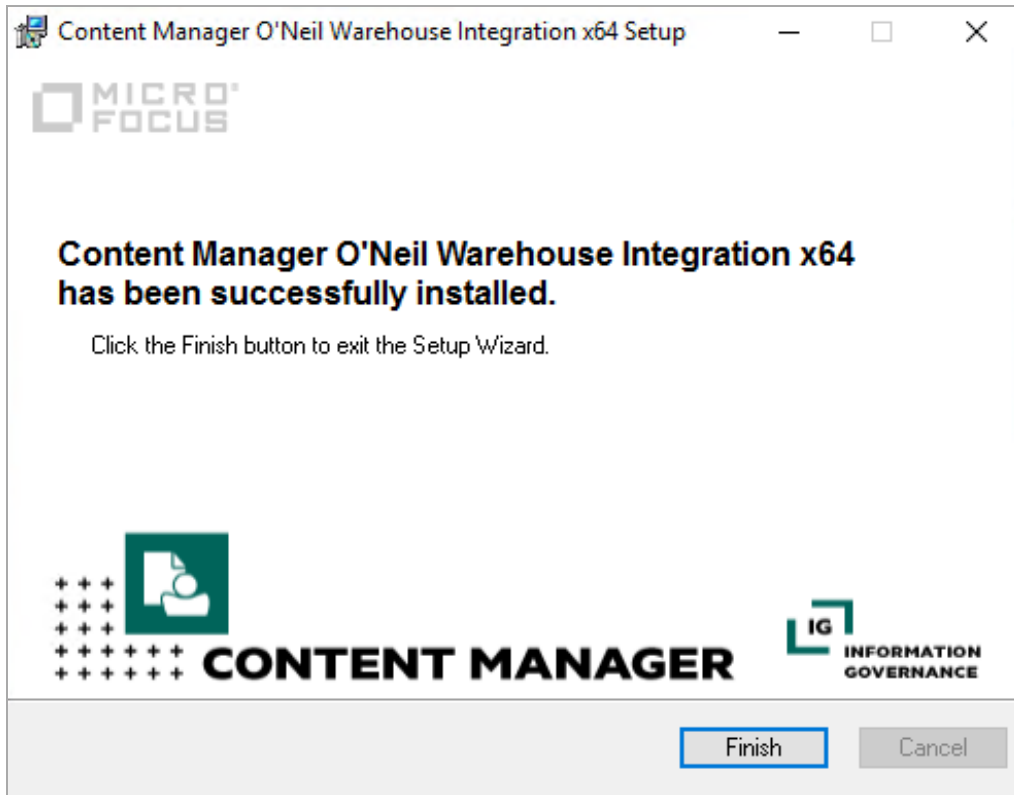 Content Manager O'Neil Warehouse Integration x64 Setup
MICRO
FOCUS
Content Manager O'Neil Warehouse Integration x64
has been successfully installed.
Click the Finish button to exit the Setup Wizard.
CONTENT MANAGER
IG
INFORMATION
GOVERNANCE
Finish
Cancel